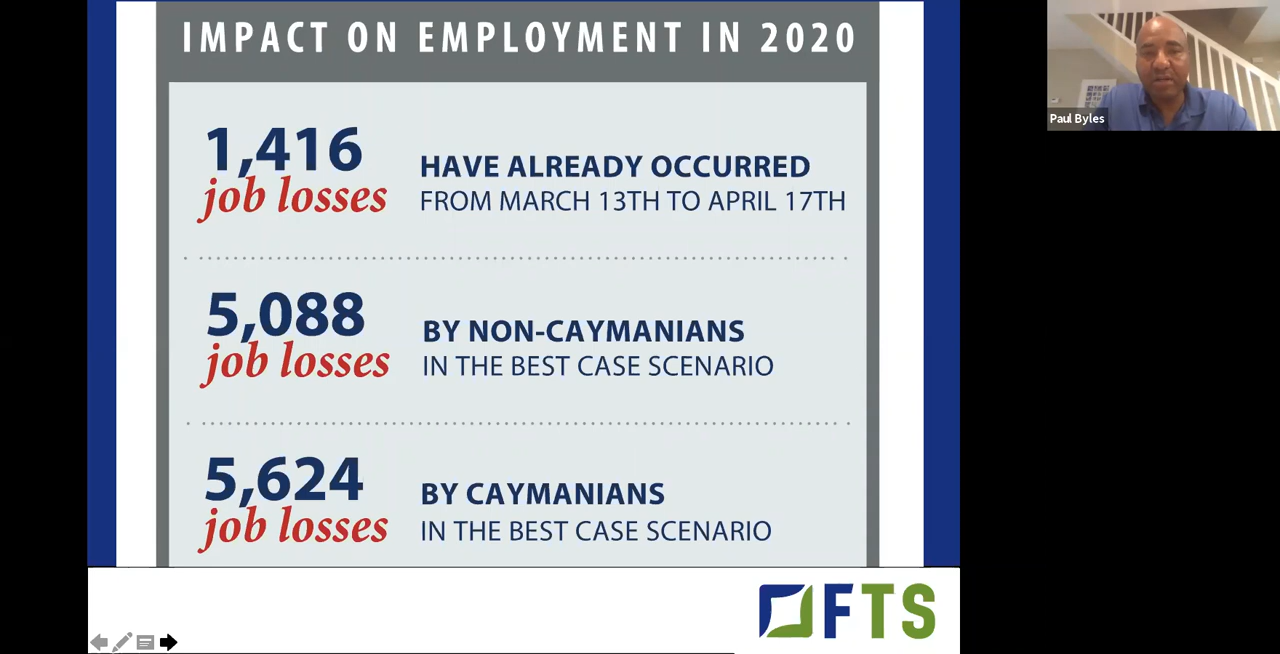 IMPACT ON EMPLOYMENT IN 2020
1,416
job losses
HAVE ALREADY OCCURRED
FROM MARCH 13TH TO APRIL 17TH
5,088
job losses
BY NON-CAYMANIANS
IN THE BEST CASE SCENARIO
5,624
job losses
BY CAYMANIANS
IN THE BEST CASE SCENARIO
FTS
Paul Byles